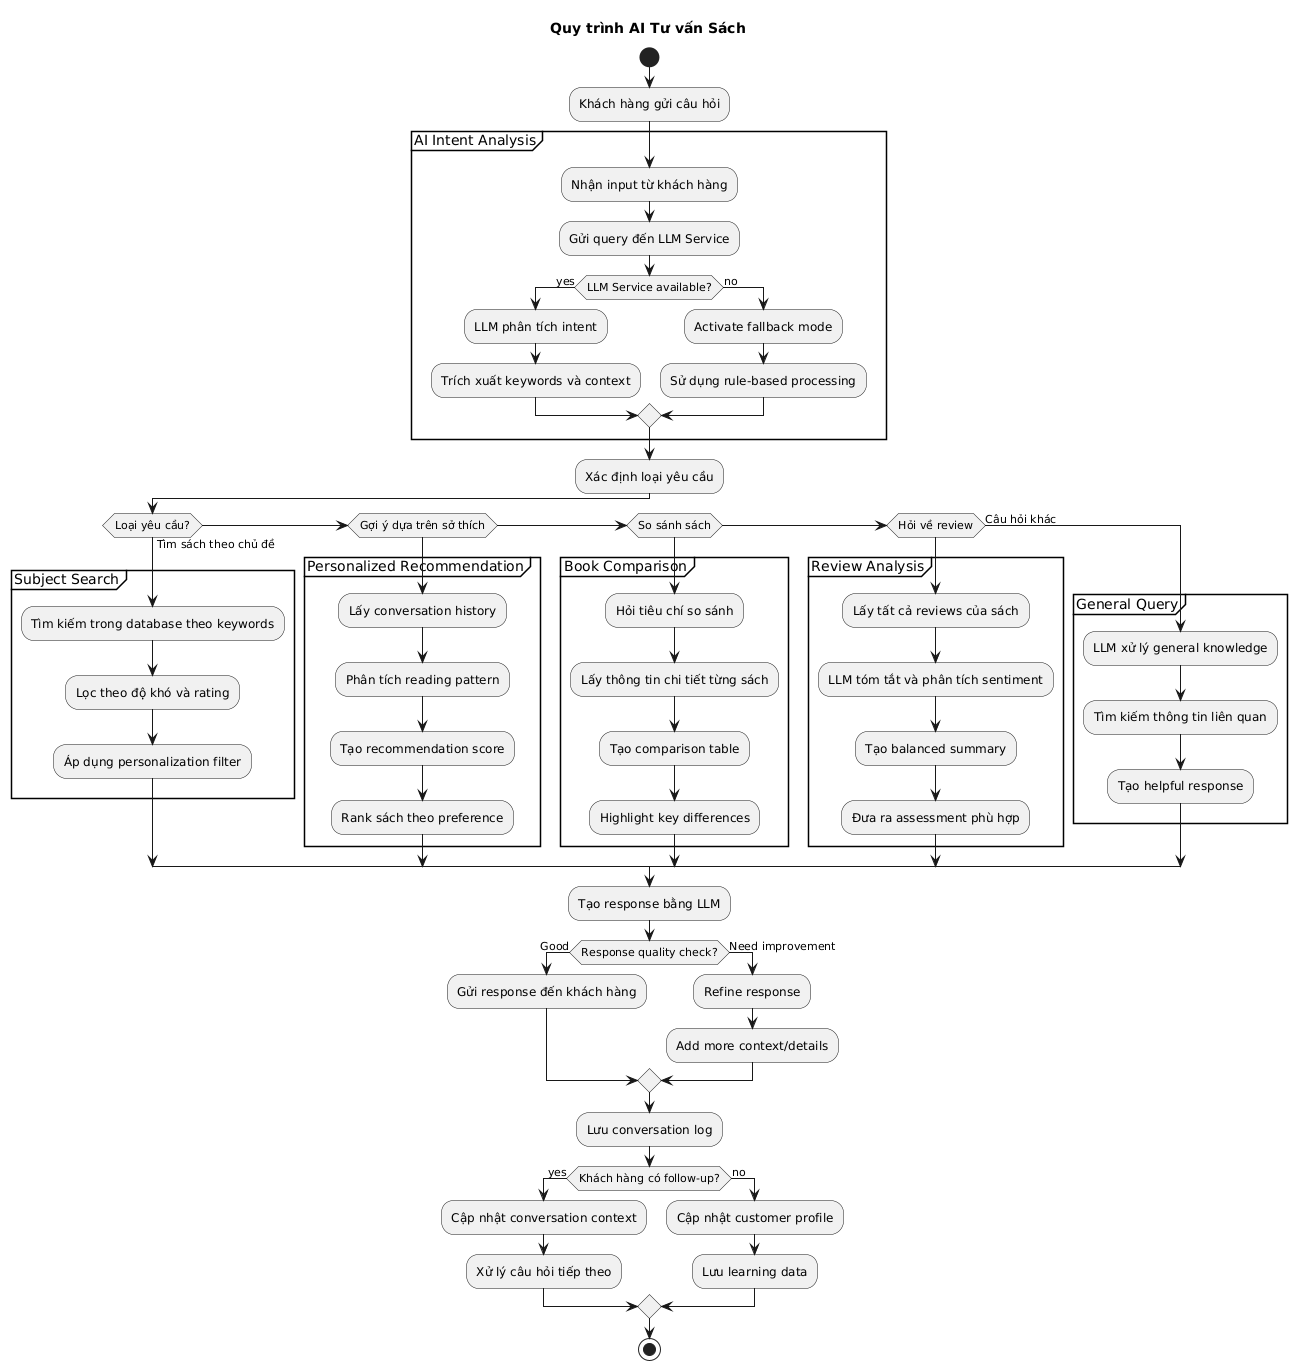 Quy trình AI Tư vấn Sách
Khách hàng gửi câu hỏi
AI Intent Analysis
Nhận input từ khách hàng
Gửi query đến LLM Service
LLM Service available?
yes
no
LLM phân tích intent
Activate fallback mode
Trích xuất keywords và context
Sử dụng rule-based processing
Xác định loại yêu cầu
Loại yêu cầu?
Tìm sách theo chủ đề
Gợi ý dựa trên sở thích
So sánh sách
Hỏi về review
Câu hỏi khác
Subject Search
Tìm kiếm trong database theo keywords
Lọc theo độ khó và rating
Áp dụng personalization filter
Personalized Recommendation
Lấy conversation history
Phân tích reading pattern
Tạo recommendation score
Rank sách theo preference
Book Comparison
Hỏi tiêu chí so sánh
Lấy thông tin chi tiết từng sách
Tạo comparison table
Highlight key differences
Review Analysis
Lấy tất cả reviews của sách
LLM tóm tắt và phân tích sentiment
Tạo balanced summary
Đưa ra assessment phù hợp
General Query
LLM xử lý general knowledge
Tìm kiếm thông tin liên quan
Tạo helpful response
Tạo response bằng LLM
Response quality check?
Good
Need improvement
Gửi response đến khách hàng
Refine response
Add more context/details
Lưu conversation log
Khách hàng có follow-up?
yes
no
Cập nhật conversation context
Cập nhật customer profile
Xử lý câu hỏi tiếp theo
Lưu learning data